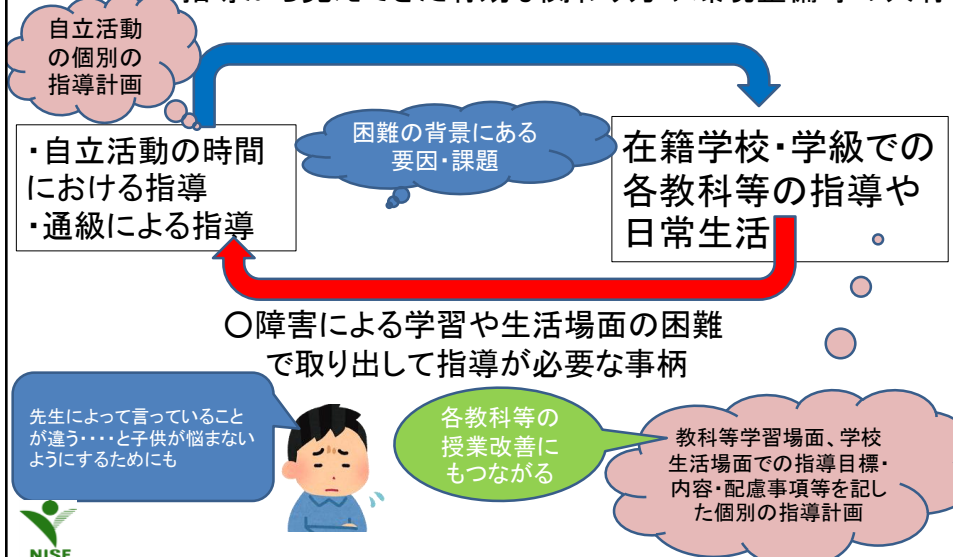 自立活動
の個別の
指導計画
・自立活動の時間
における指導
・通級による指導
困難の背景にある
要因・課題
在籍学校・学級での
各教科等の指導や
日常生活
〇障害による学習や生活場面の困難
で取り出して指導が必要な事柄
先生によって言っていること
が違う・・・・と子供が悩まない
ようにするためにも
各教科等の
授業改善に
もつながる
教科等学習場面、学校
生活場面での指導目標・
内容・配慮事項等を記し
た個別の指導計画
NISE